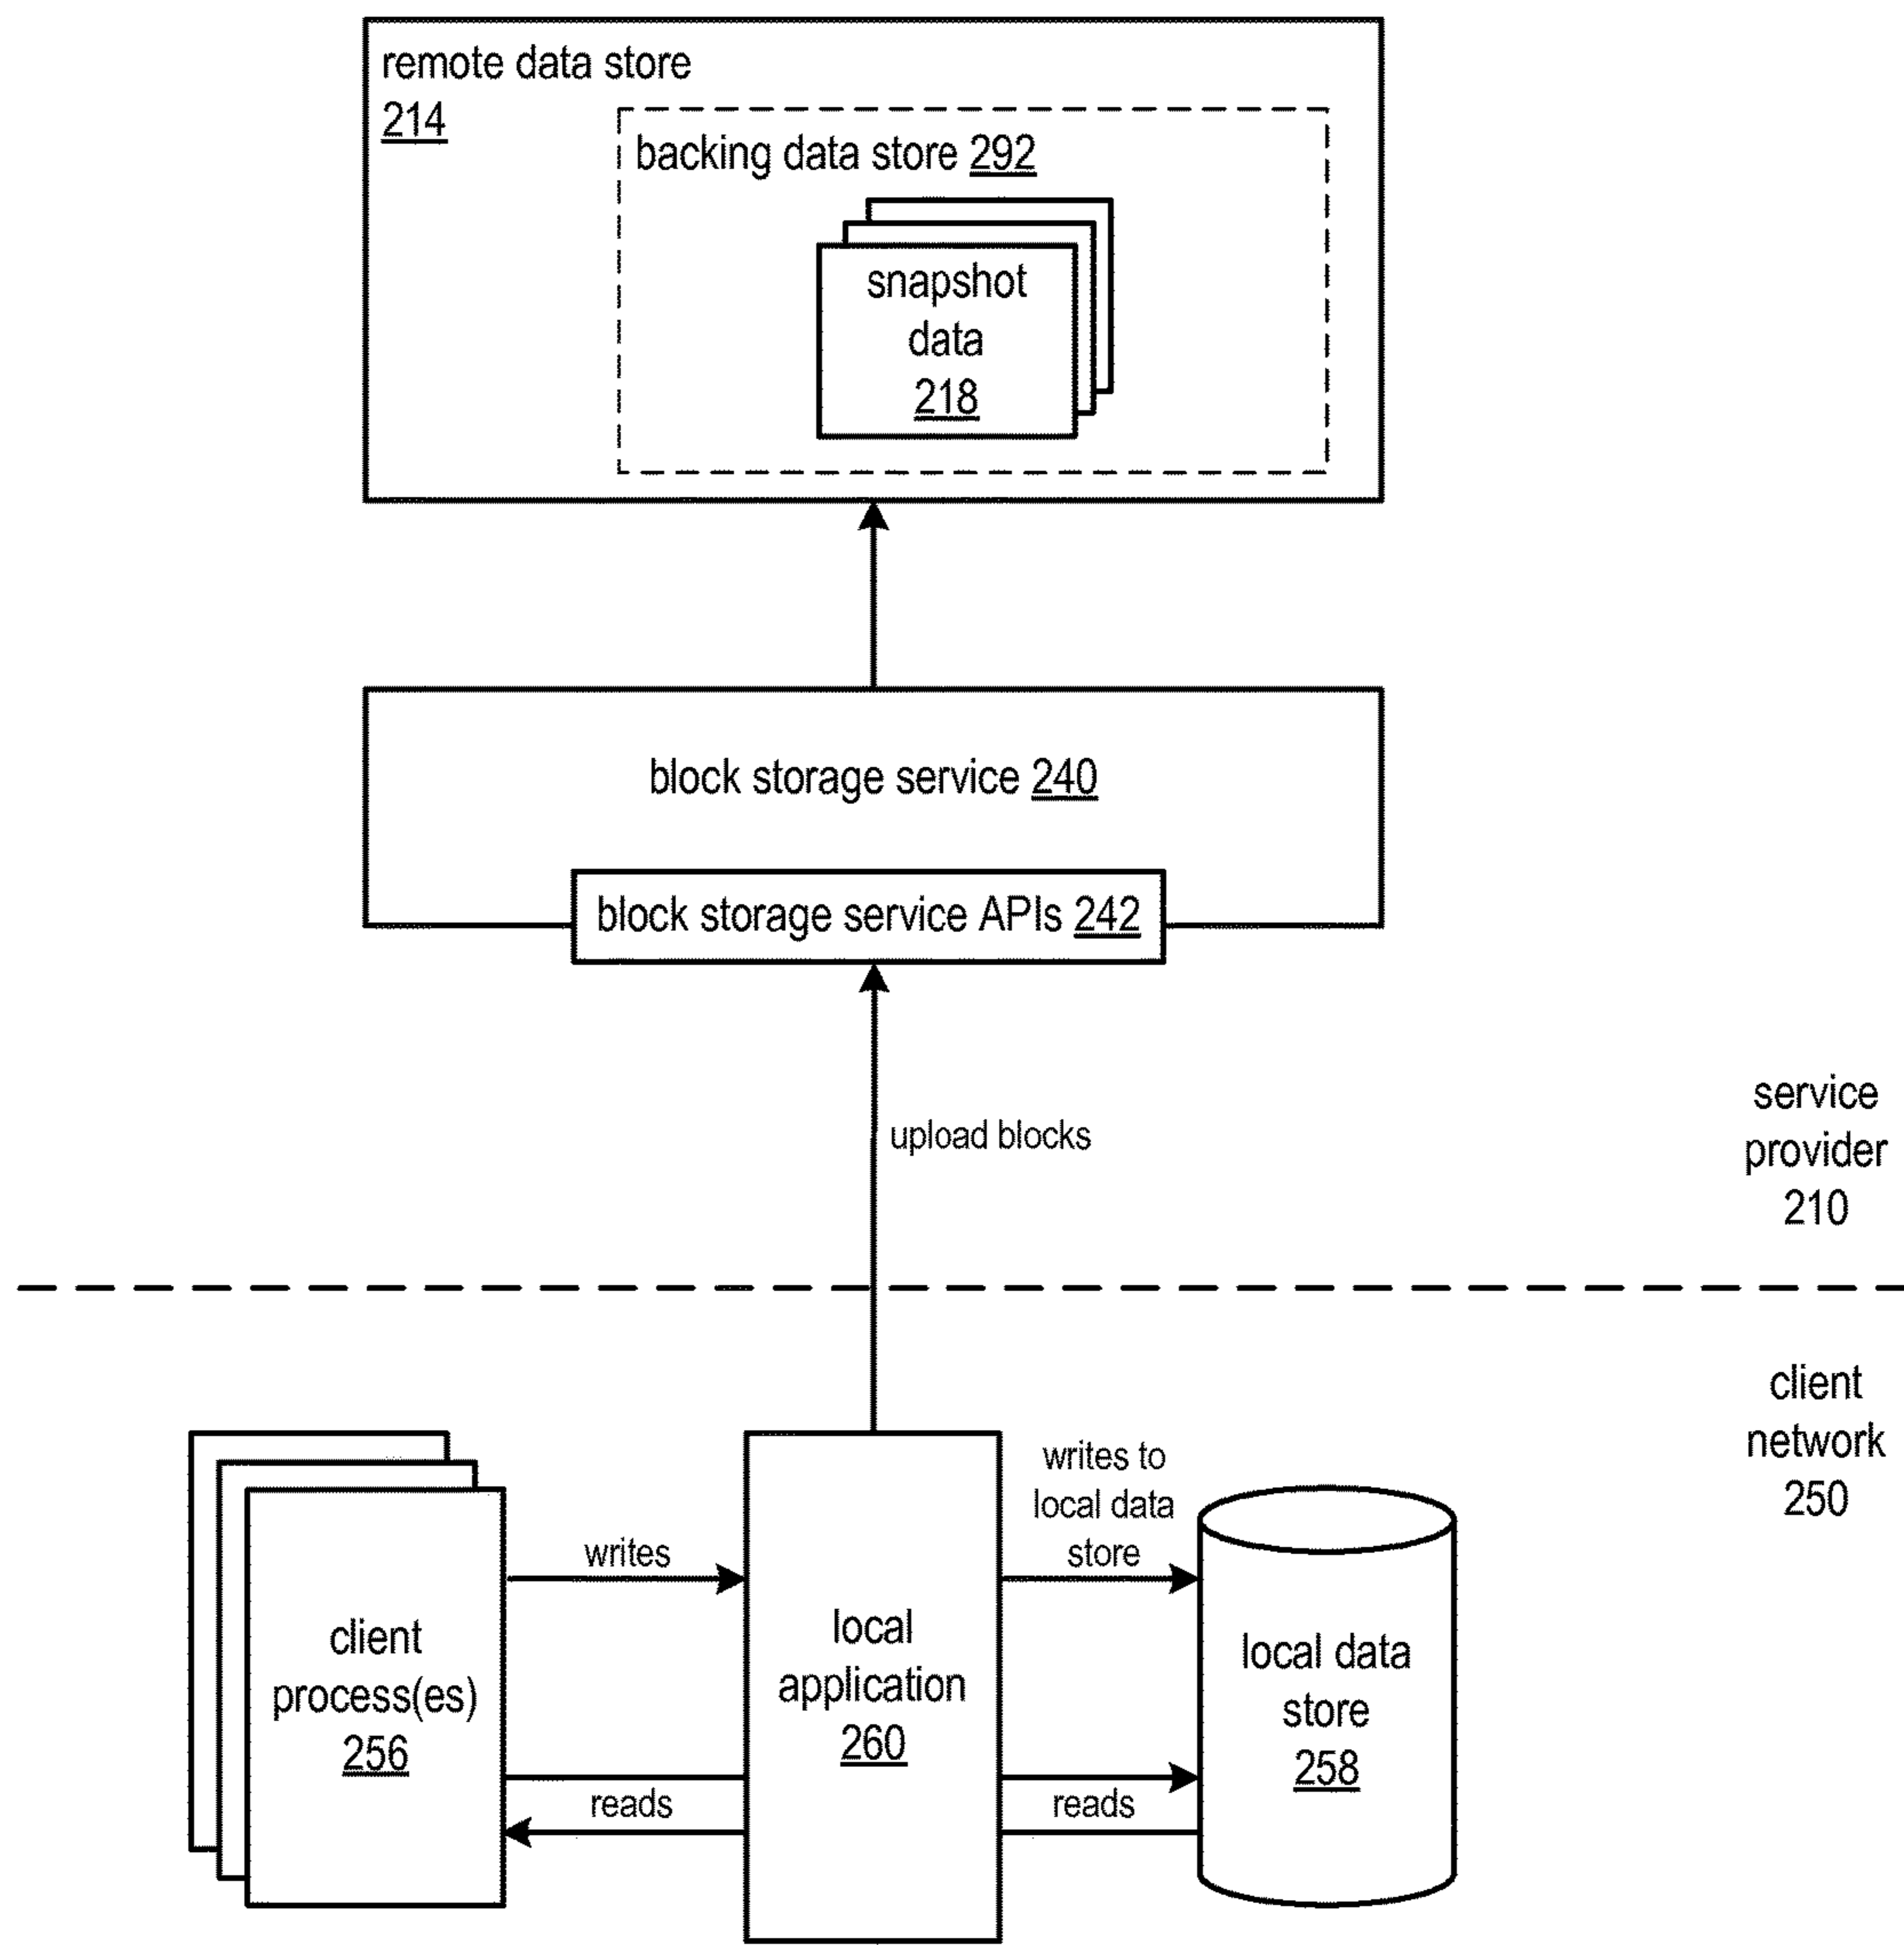 remote data store
214
backing data store 292
snapshot
data
218
block storage service 240
block storage service APIs 242
upload blocks
service
provider
210
client
network
250
writes to
local data
store
writes
client
process(es)
256
local
application
260
local data
store
258
reads
reads